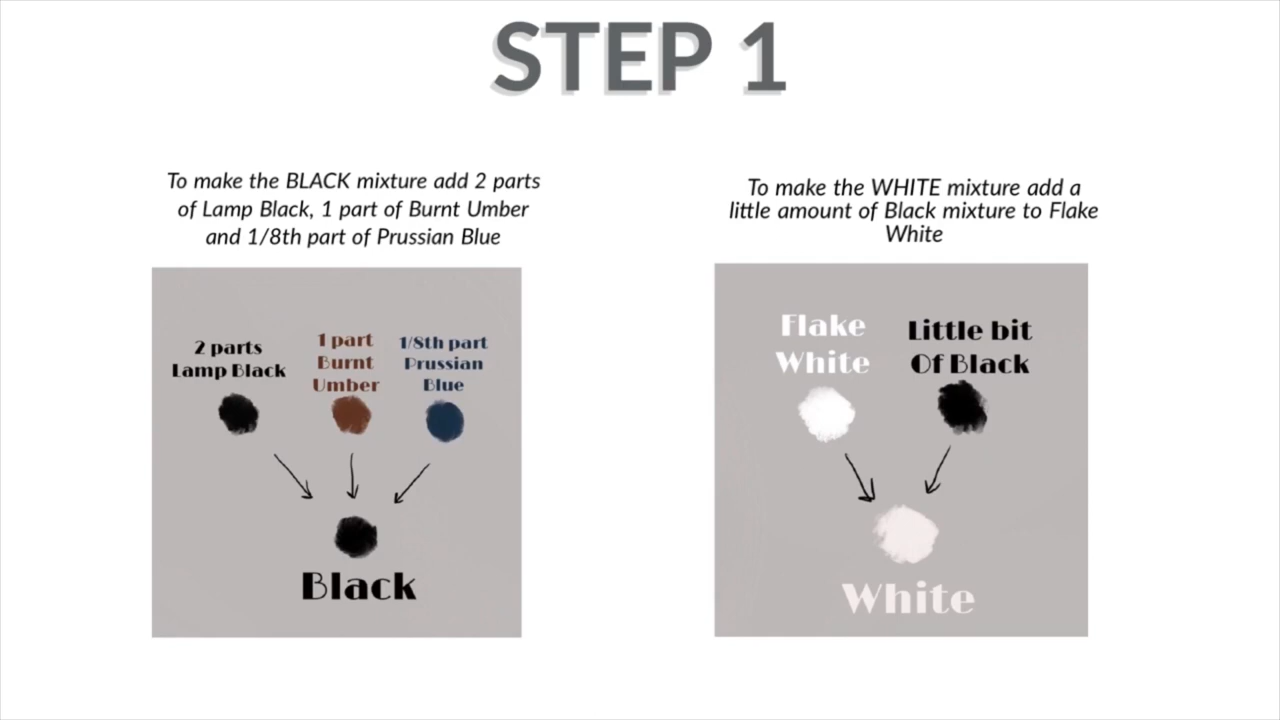 STEP 1
To make the BLACK mixture add 2 parts
of Lamp Black, 1 part of Burnt Umber
and 1/8th part of Prussian Blue
2 parts
Lamp Black
1 part
Burnt
Umber
1/8th part
Prussian
Blue
Black
To make the WHITE mixture add a
little amount of Black mixture to Flake
White
Flake
White
Little bit
Of Black
White